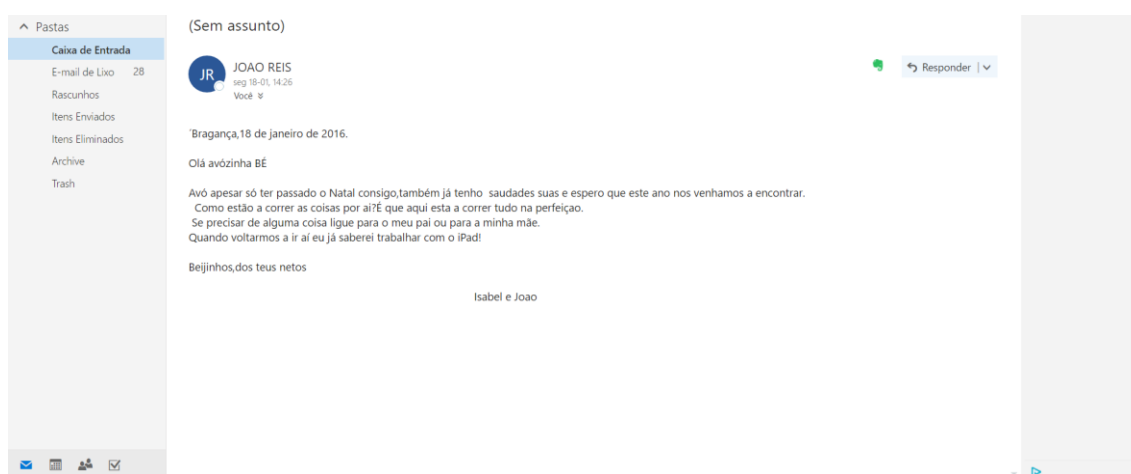 Pastas
Caixa de Entrada
E-mail de Lixo 28
Rascunhos
Itens Enviados
Itens Eliminados
Archive
Trash
(Sem assunto)
JR
JOAO REIS
seg 18-01, 14:26
Você
Responder
´Bragança,18 de janeiro de 2016.
Olá avózinha BÉ
Avó apesar só ter passado o Natal consigo,também já tenho saudades suas e espero que este ano nos venhamos a encontrar.
Como estão a correr as coisas por ai?É que aqui esta a correr tudo na perfeiçao.
Se precisar de alguma coisa ligue para o meu pai ou para a minha mãe.
Quando voltarmos a ir aí eu já saberei trabalhar com o iPad!
Beijinhos,dos teus netos
Isabel e Joao